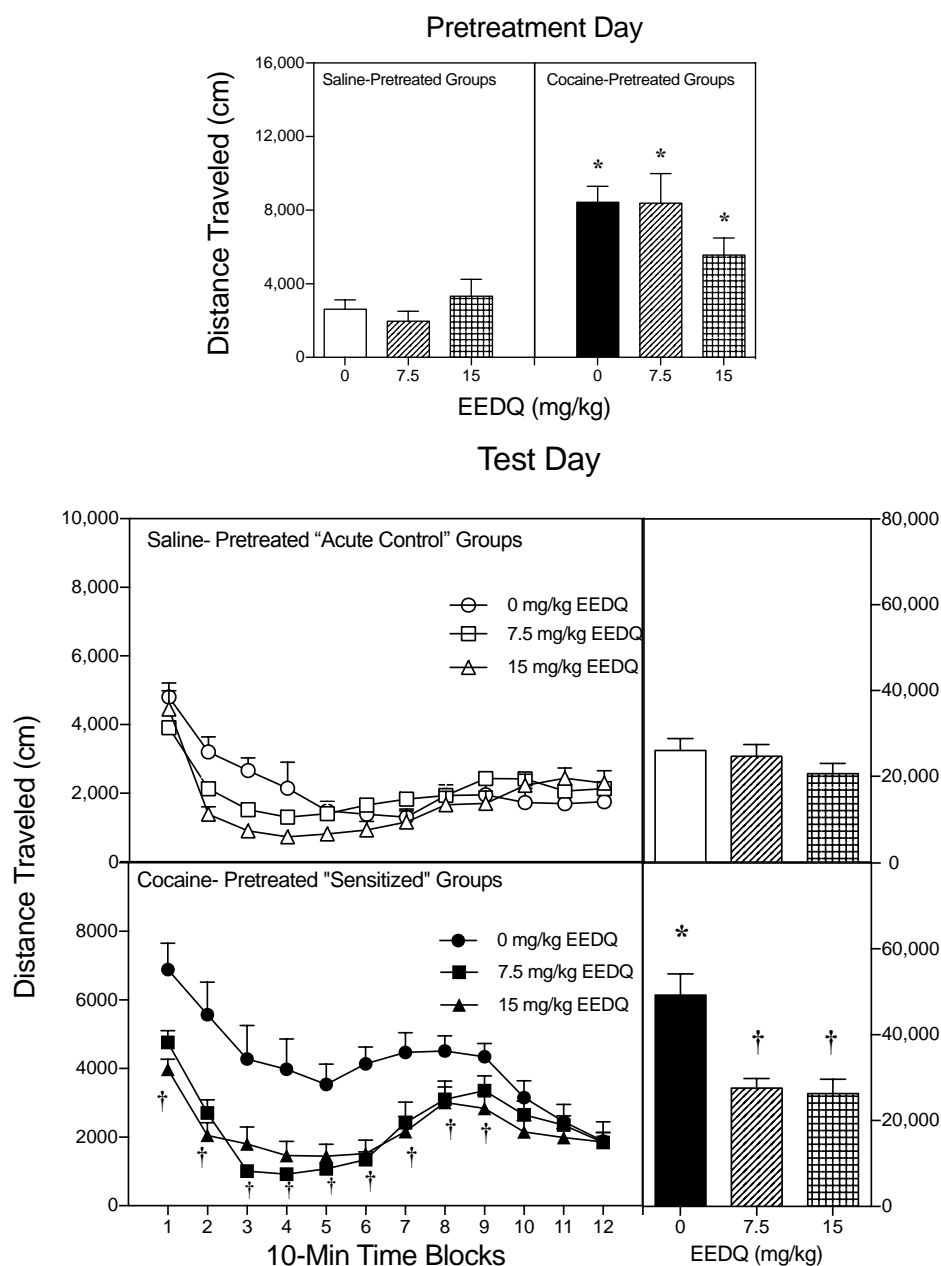 Pretreatment Day
Distance Traveled (cm)
16,000
12,000
8,000
4,000
0
Saline-Pretreated Groups
Cocaine-Pretreated Groups
* * *
0 7.5 15 0 7.5 15
EEDQ (mg/kg)
Test Day
Distance Traveled (cm)
10,000
8,000
6,000
4,000
2,000
0
Saline- Pretreated “Acute Control” Groups
0 mg/kg EEDQ
7.5 mg/kg EEDQ
15 mg/kg EEDQ
80,000
60,000
40,000
20,000
0
8000
6000
4000
2000
0
Cocaine- Pretreated "Sensitized" Groups
0 mg/kg EEDQ
7.5 mg/kg EEDQ
15 mg/kg EEDQ
† † † † † † † † †
1 2 3 4 5 6 7 8 9 10 11 12
10-Min Time Blocks
* † †
60,000
40,000
20,000
0
0 7.5 15
EEDQ (mg/kg)